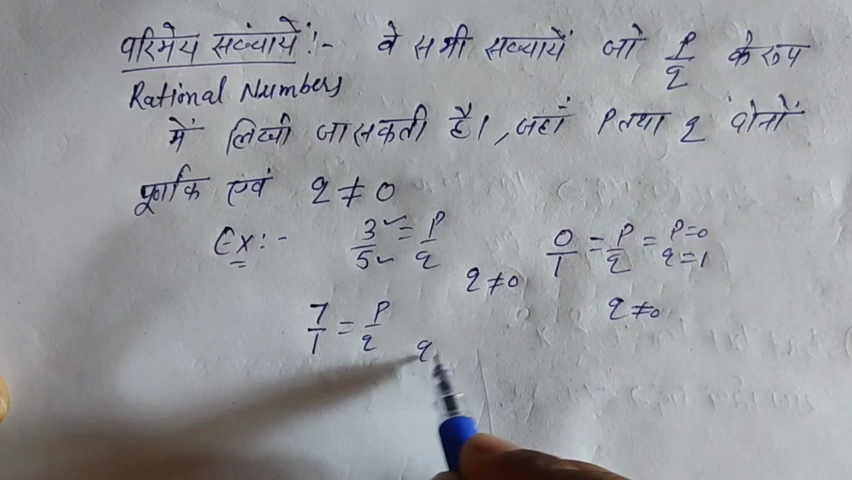 परिमेय सख्यायें:- वे सभी सख्यायें जो P/q के रुप
Rational Numbers
में लिखी जा सकती है। ,जहाँ P तथा q दोनों
पूर्णांक एवं q ≠ 0
Ex:- 3/5 = P/q q ≠ 0 0/1 = P/q = P=0 q=1
q ≠ 0
7/1 = P/q q